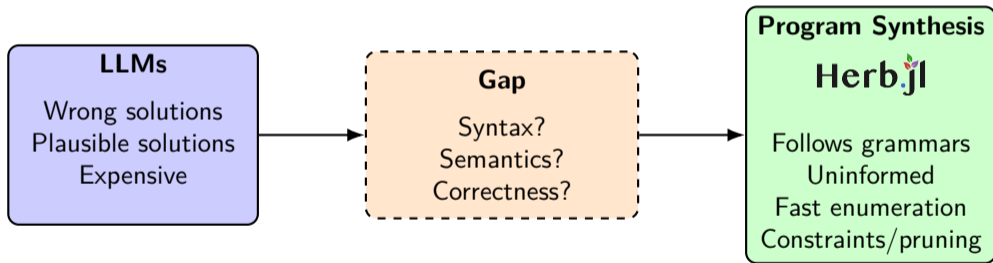 LLMs
Wrong solutions
Plausible solutions
Expensive
Gap
Syntax?
Semantics?
Correctness?
Program Synthesis
Herb.jl
Follows grammars
Uninformed
Fast enumeration
Constraints/pruning